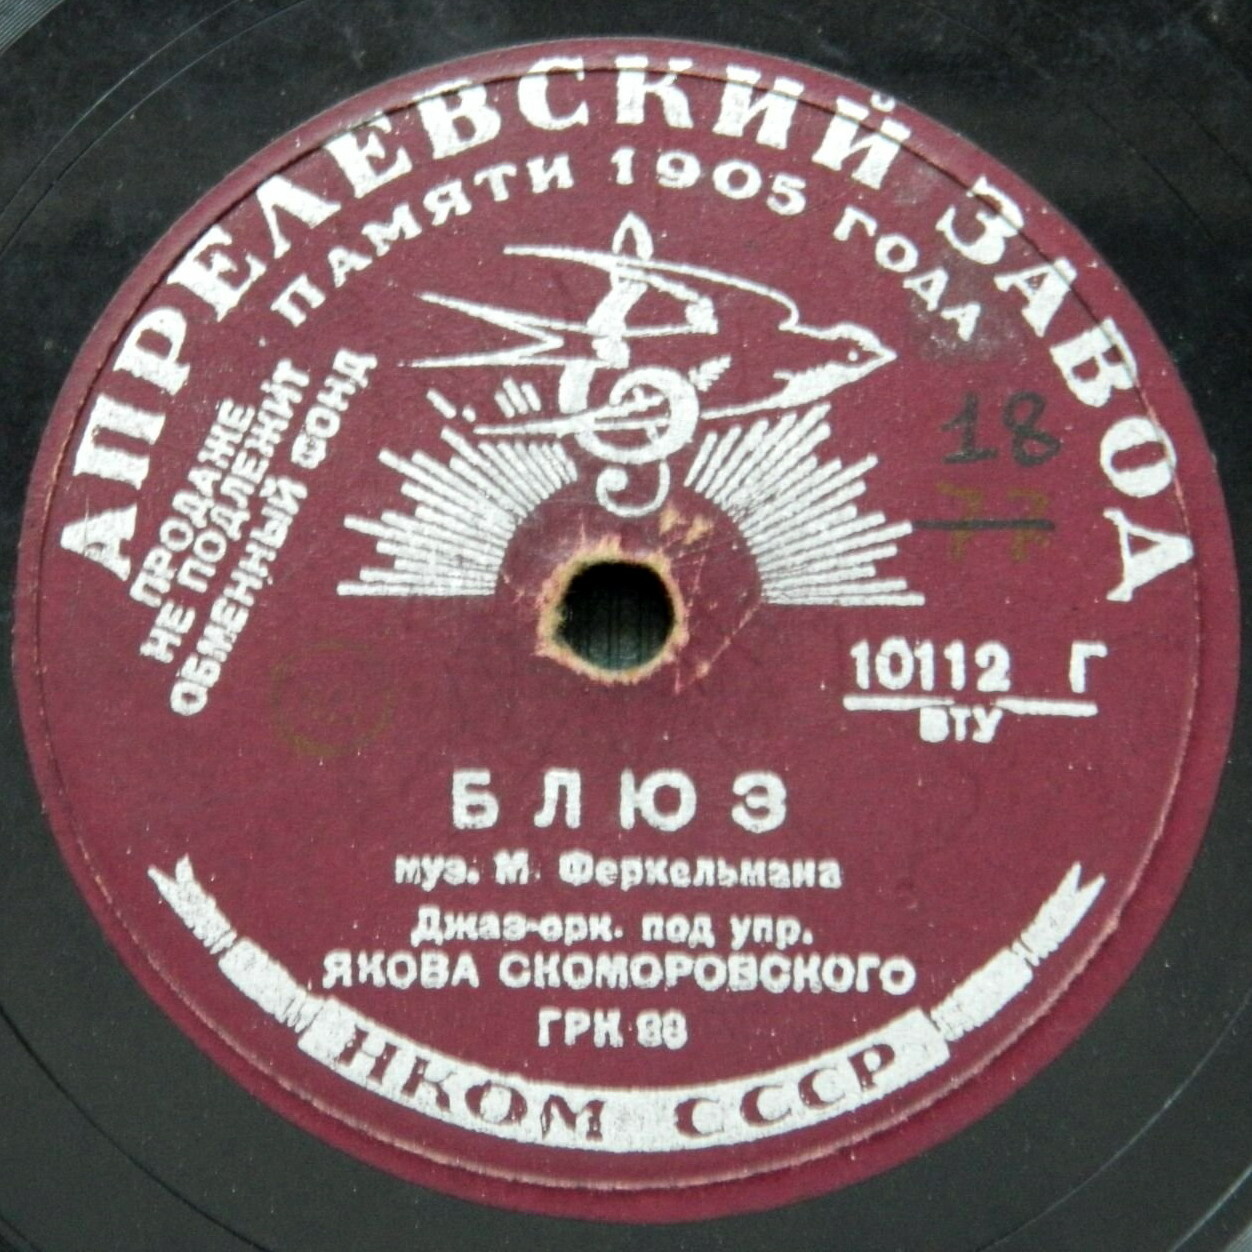 АПРЕЛЕВСКИЙ ЗАВОД
ПАМЯТИ 1905 ГОДА
ПРОДАЖЕ
НЕ ПОДЛЕЖИТ
ОБМЕННЫЙ ФОНД
18
77
10112 Г
ВТУ
БЛЮЗ
муз. М. Феркельмана
Джаз-орк. под упр.
ЯКОВА СКОМОРОВСКОГО
ГРК 88
НКОМ СССР